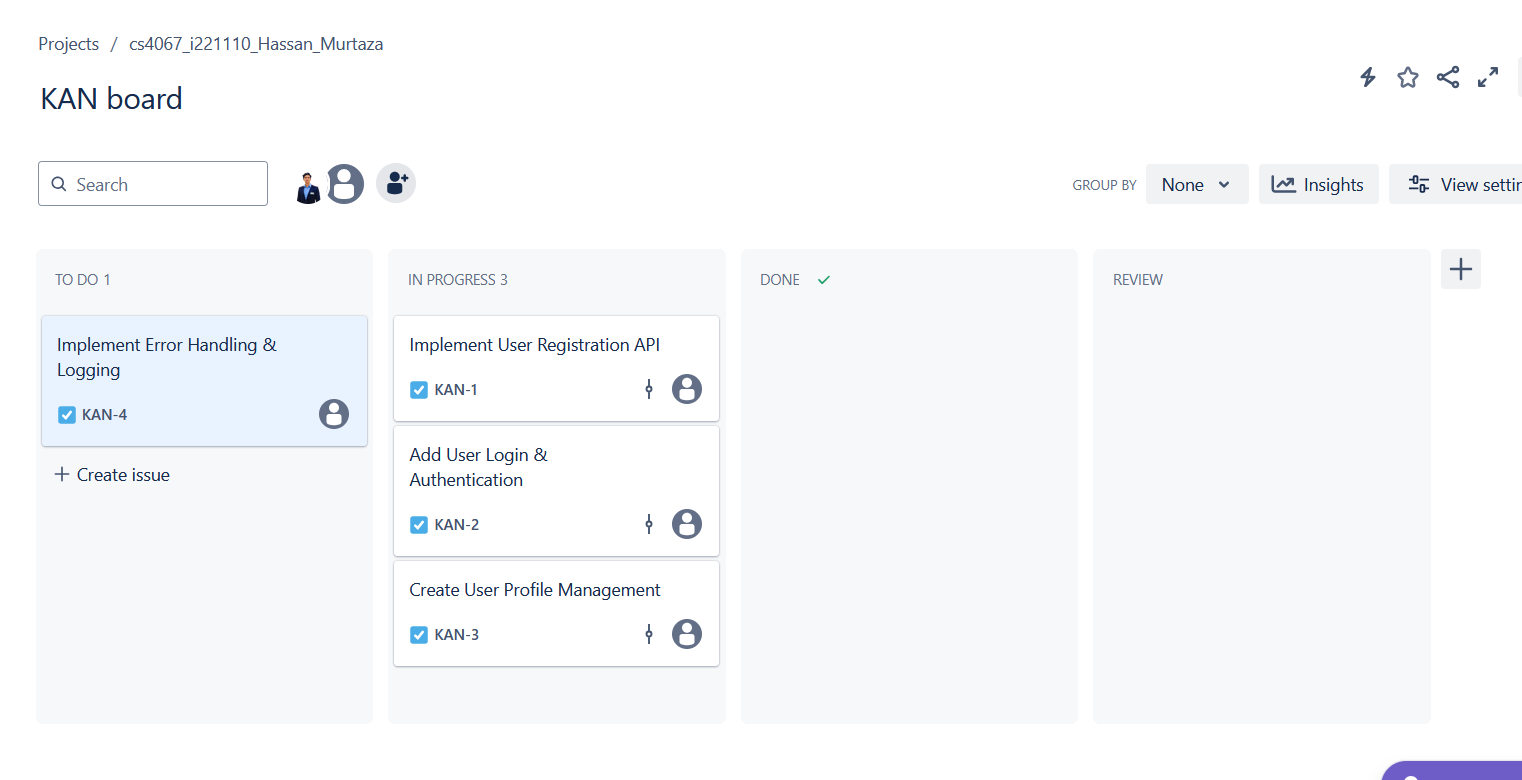 Projects / cs4067_i221110_Hassan_Murtaza
KAN board
Search
GROUP BY None Insights View settin
TO DO 1
Implement Error Handling &
Logging
KAN-4
+ Create issue
IN PROGRESS 3
Implement User Registration API
KAN-1
Add User Login &
Authentication
KAN-2
Create User Profile Management
KAN-3
DONE
REVIEW